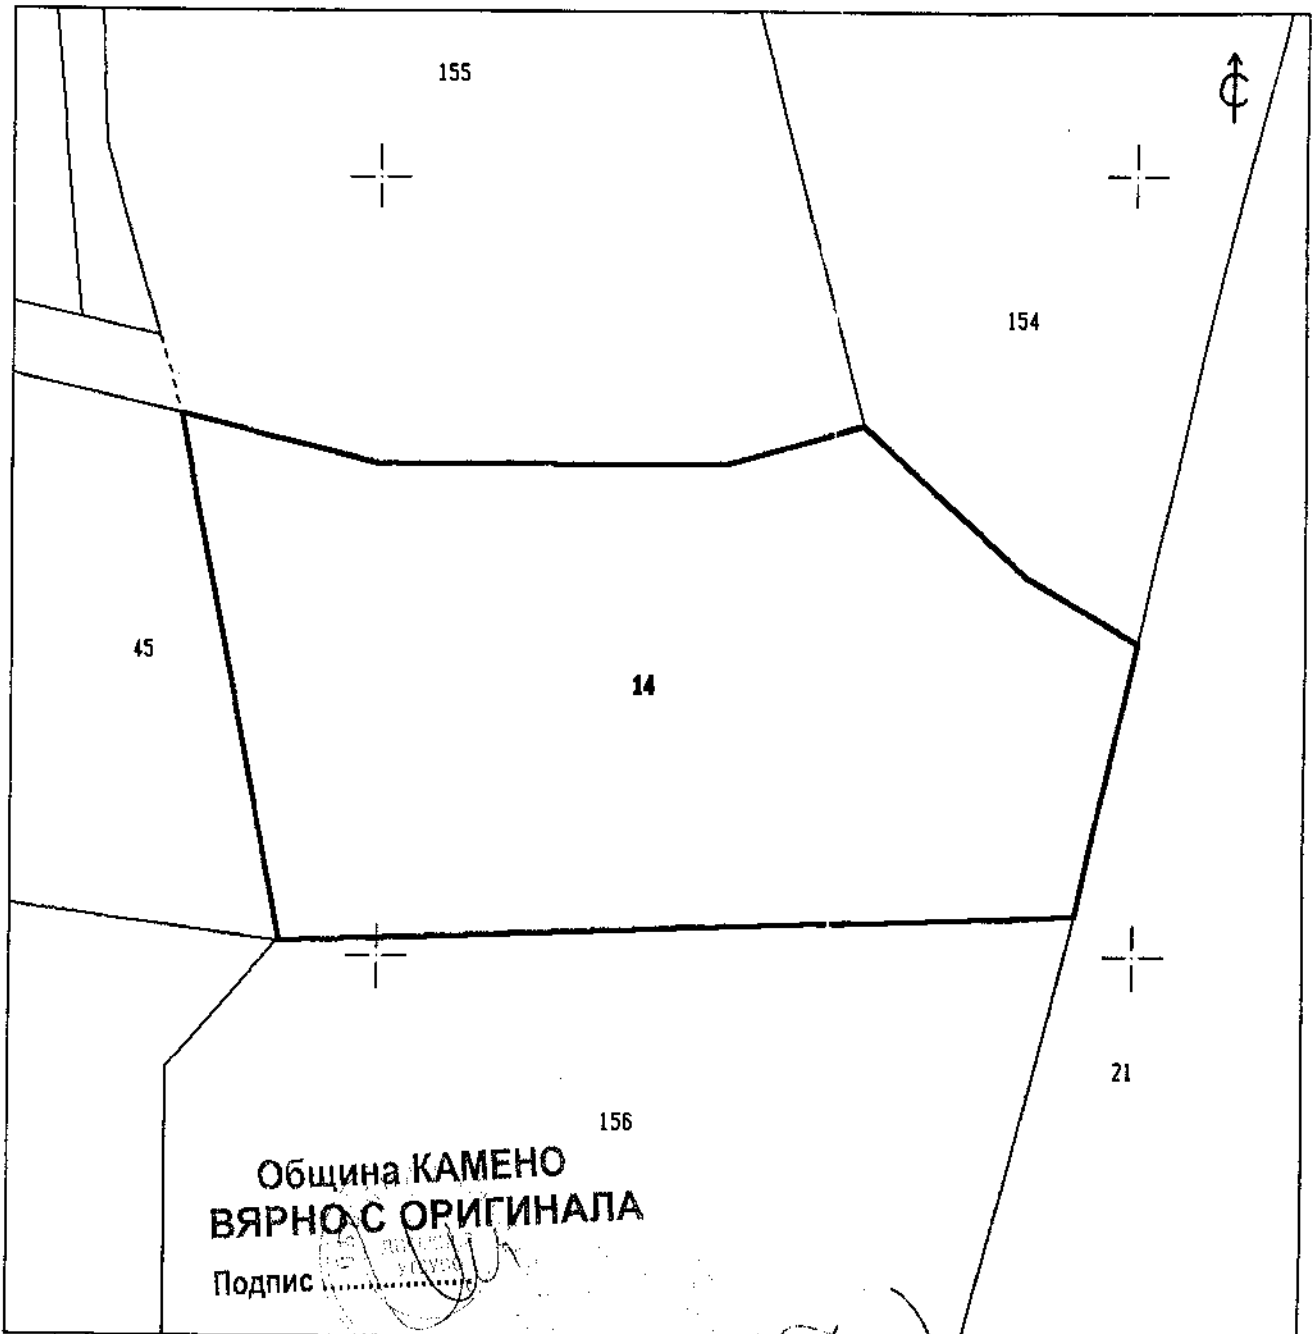 155
154
45
14
21
156
Община КАМЕНО
ВЯРНО С ОРИГИНАЛА
Подпис ....................